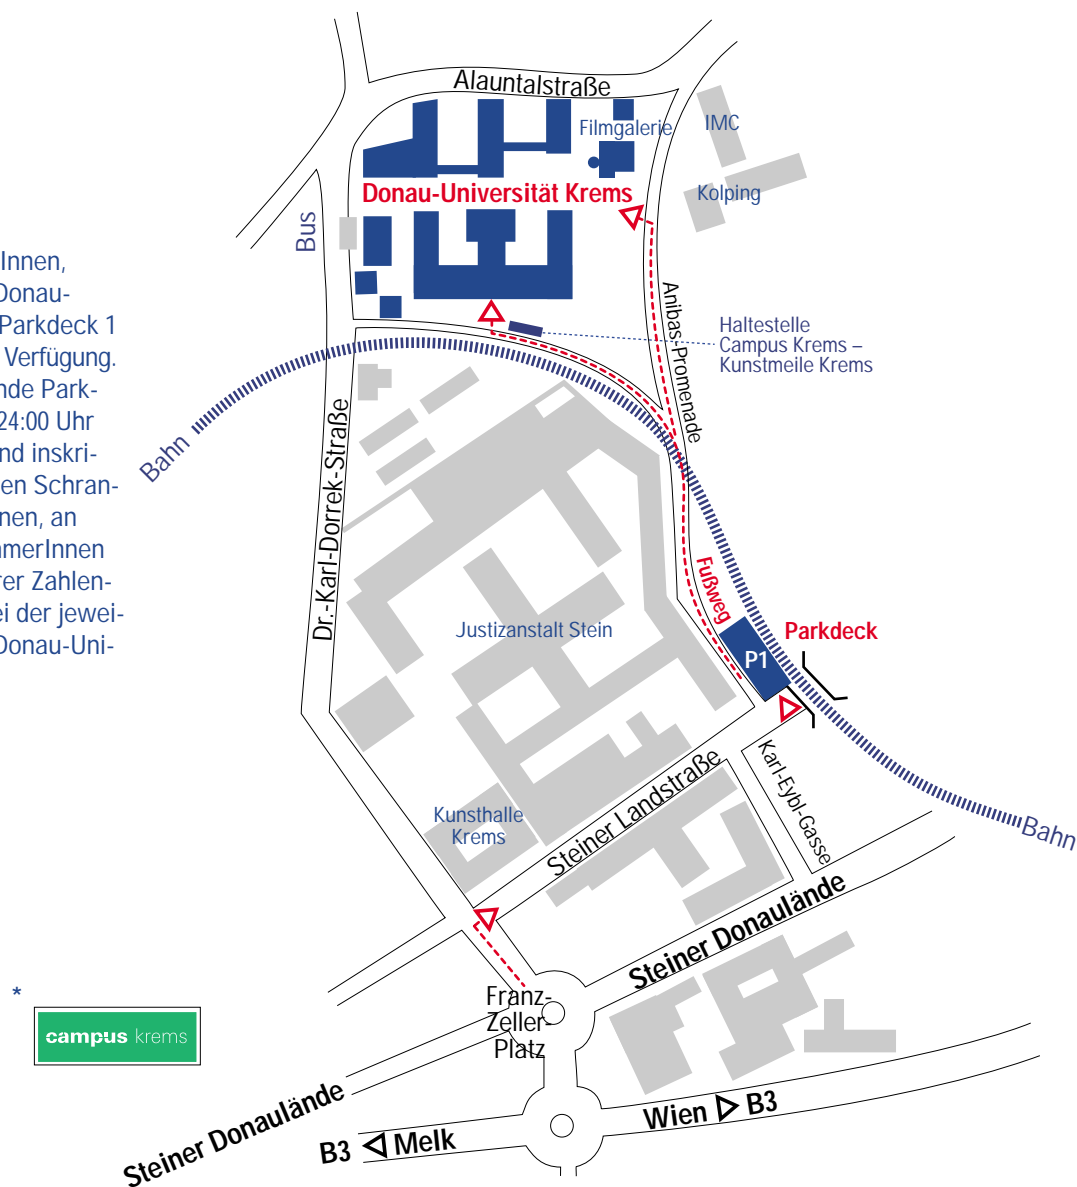 Alauntalstraße
Filmgalerie
IMC
Donau-Universität Krems
Kolping
Bus
Innen,
Donau-
Parkdeck 1
Verfügung.
nde Park-
24:00 Uhr
nd inskri-
en Schran-
nen, an
nmerInnen
rer Zahlen-
ei der jewei-
Donau-Uni-
Anibas-Promenade
Haltestelle
Campus Krems –
Kunstmeile Krems
Bahn
Dr.-Karl-Dorrek-Straße
Fußweg
Justizanstalt Stein
Parkdeck
P1
Karl-Eybl-Gasse
Steiner Landstraße
Kunsthalle
Krems
Bahn
Steiner Donaulände
*
campus krems
Franz-
Zeller-
Platz
Steiner Donaulände
B3 Melk
Wien B3